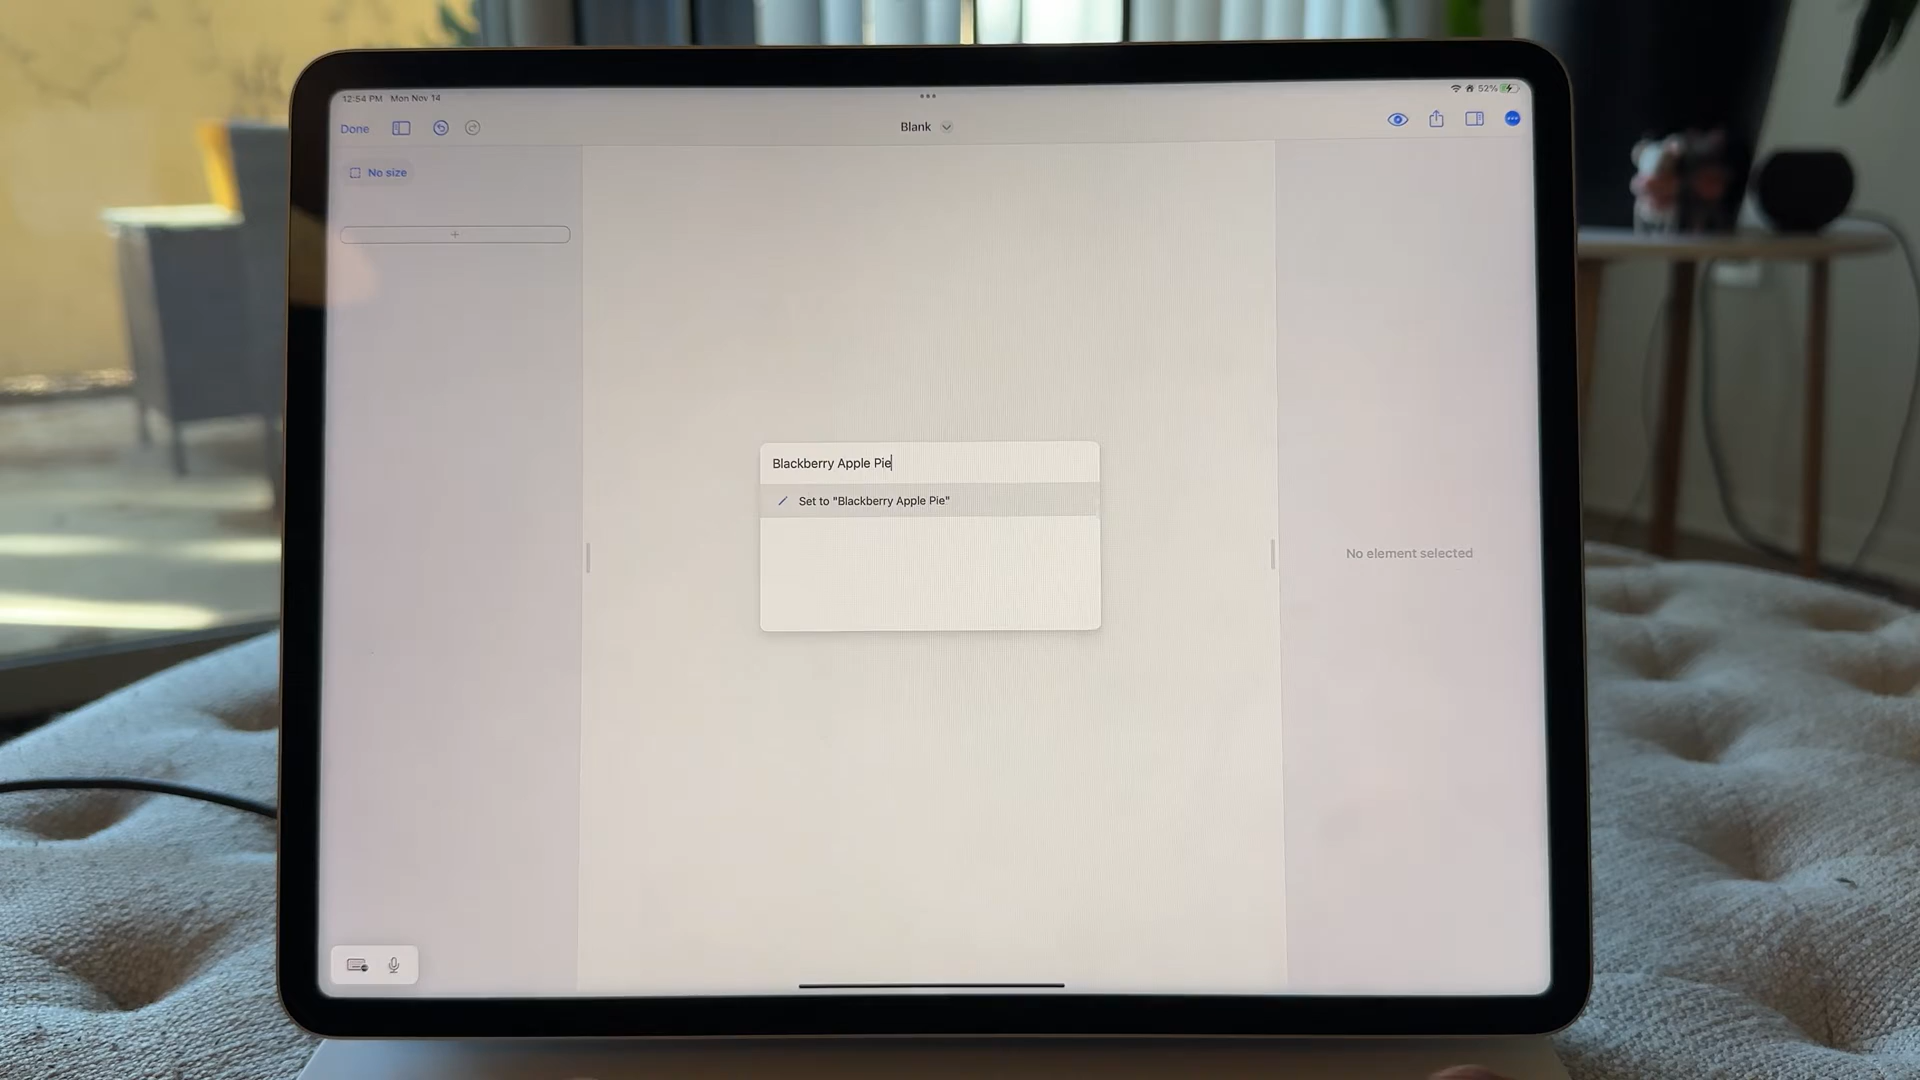 12:54 PM Mon Nov 14
52%
Done
Blank
No size
Blackberry Apple Pie
Set to "Blackberry Apple Pie"
No element selected